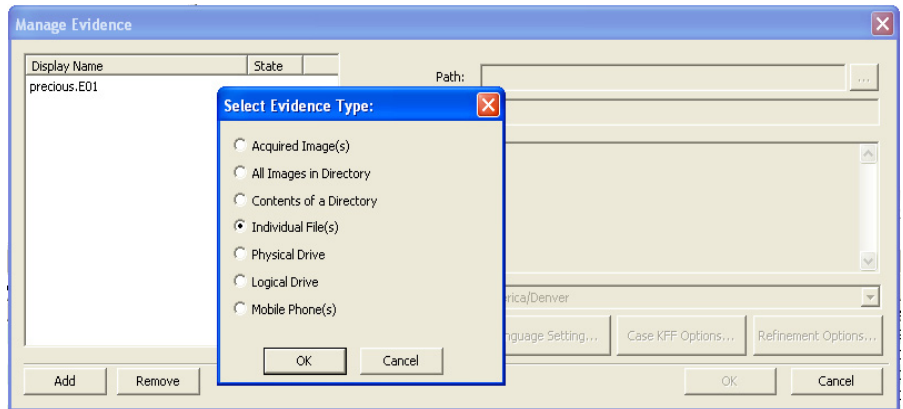 Manage Evidence
Display Name State
precious.E01
Path:
...
Select Evidence Type:
Acquired Image(s)
All Images in Directory
Contents of a Directory
Individual File(s)
Physical Drive
Logical Drive
Mobile Phone(s)
OK Cancel
/Denver
Setting...
Case KFF Options...
Refinement Options...
Add Remove
OK Cancel